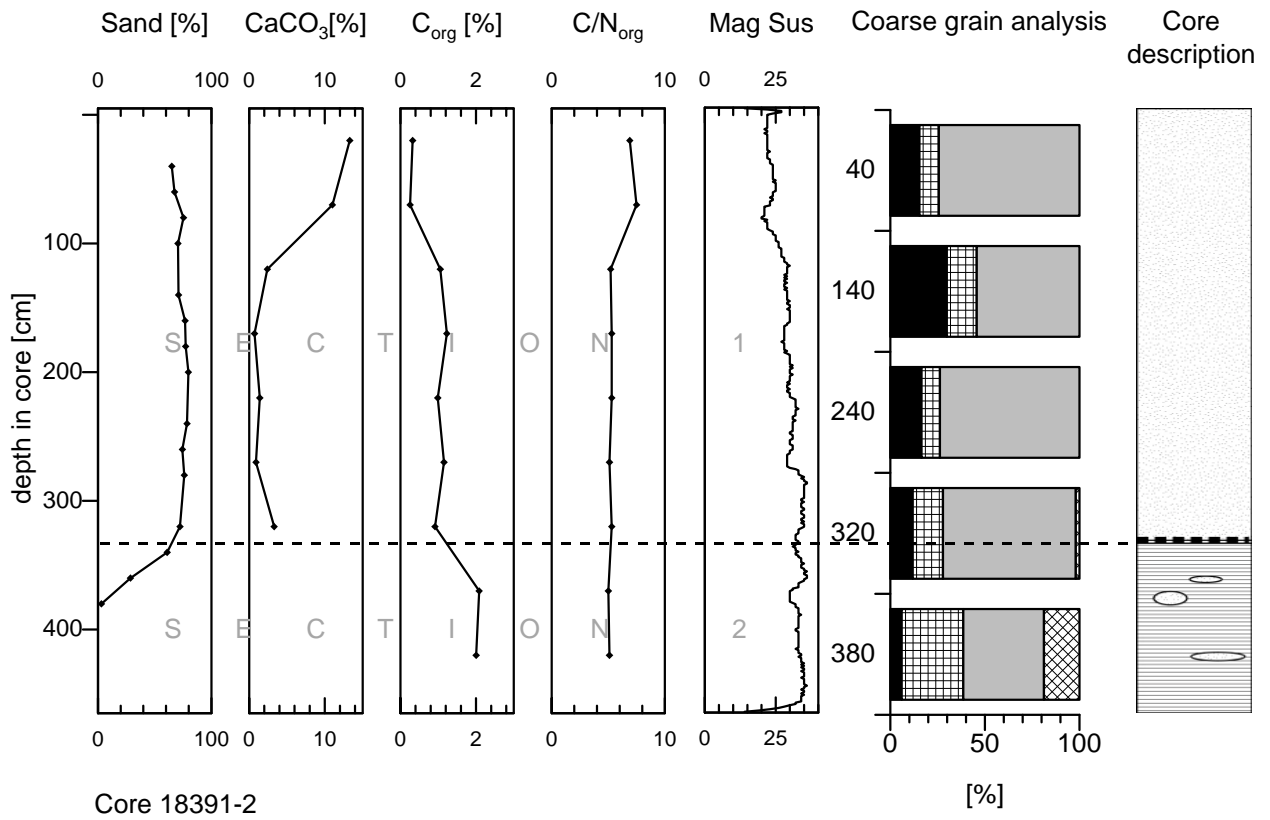 Sand [%] CaCO3[%] Corg [%] C/Norg Mag Sus Coarse grain analysis Core
description
0 100 0 10 0 2 0 10 0 25
40
140
100
SECTION 1
240
200
depth in core [cm]
300
320
400
SECTION 2
380
0 100 0 10 0 2 0 10 0 25 0 50 100
[%]
Core 18391-2